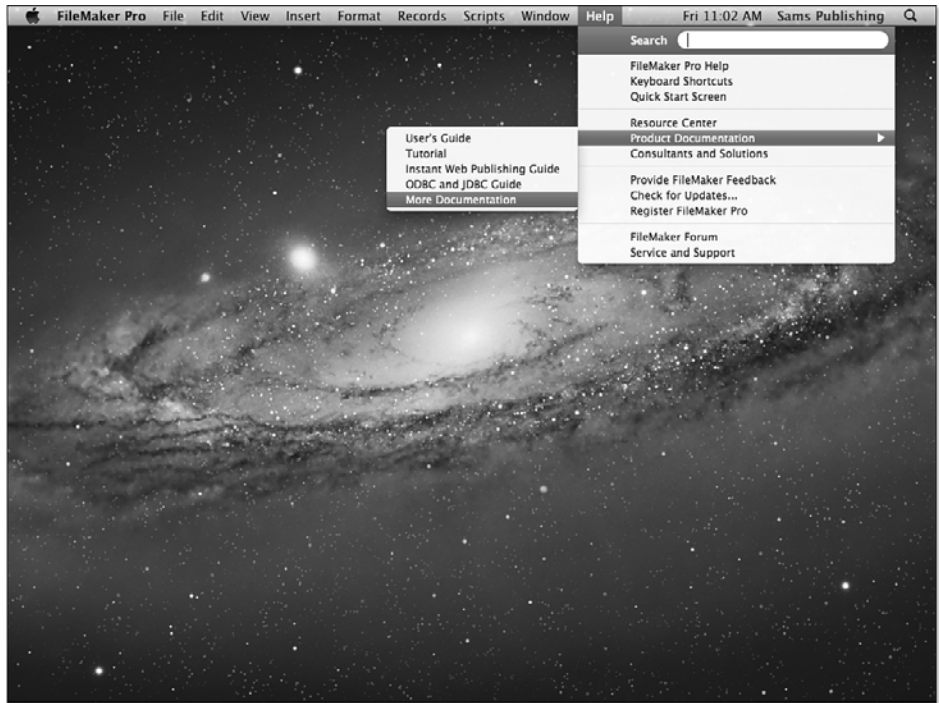 FileMaker Pro File Edit View Insert Format Records Scripts Window Help Fri 11:02 AM Sams Publishing
Search
FileMaker Pro Help
Keyboard Shortcuts
Quick Start Screen
Resource Center
Product Documentation
Consultants and Solutions
Provide FileMaker Feedback
Check for Updates...
Register FileMaker Pro
FileMaker Forum
Service and Support
User's Guide
Tutorial
Instant Web Publishing Guide
ODBC and JDBC Guide
More Documentation